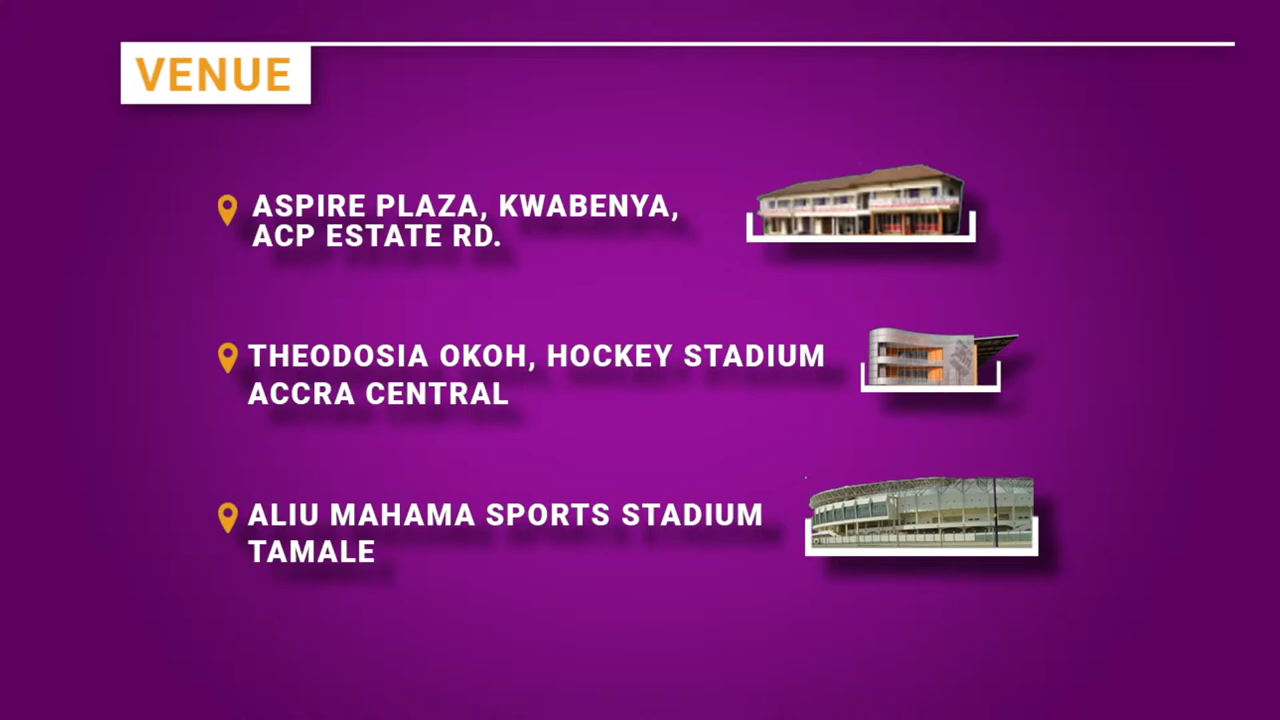 VENUE
ASPIRE PLAZA, KWABENYA,
ACP ESTATE RD.
THEODOSIA OKOH, HOCKEY STADIUM
ACCRA CENTRAL
ALIU MAHAMA SPORTS STADIUM
TAMALE